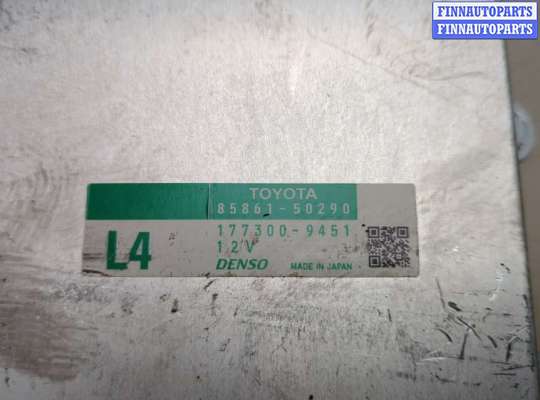 FINNAUTOPARTS
FINNAUTOPARTS
TOYOTA
85861-50290
177300-9451
L4
12V
DENSO MADE IN JAPAN